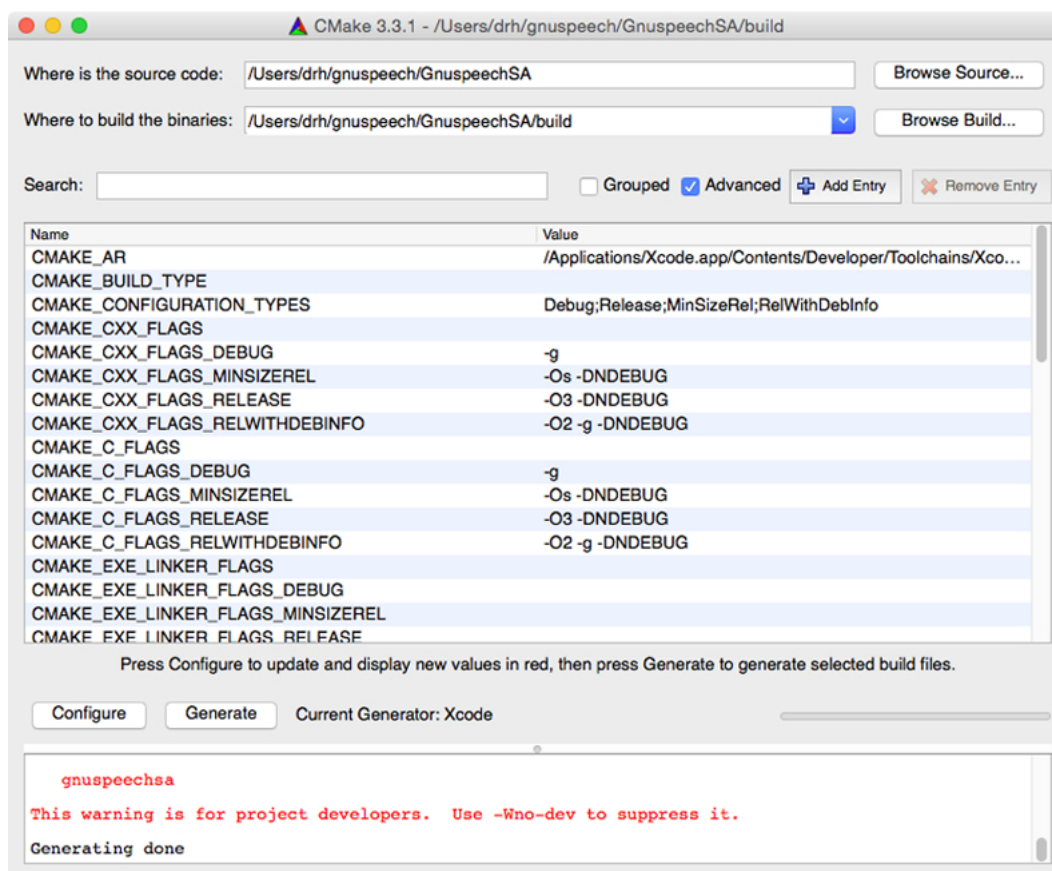 CMake 3.3.1 - /Users/drh/gnuspeech/GnuspeechSA/build
Where is the source code: /Users/drh/gnuspeech/GnuspeechSA Browse Source...
Where to build the binaries: /Users/drh/gnuspeech/GnuspeechSA/build Browse Build...
Search: Grouped Advanced Add Entry Remove Entry
Name Value
CMAKE_AR /Applications/Xcode.app/Contents/Developer/Toolchains/Xco...
CMAKE_BUILD_TYPE
CMAKE_CONFIGURATION_TYPES Debug;Release;MinSizeRel;RelWithDebInfo
CMAKE_CXX_FLAGS
CMAKE_CXX_FLAGS_DEBUG -g
CMAKE_CXX_FLAGS_MINSIZEREL -Os -DNDEBUG
CMAKE_CXX_FLAGS_RELEASE -O3 -DNDEBUG
CMAKE_CXX_FLAGS_RELWITHDEBINFO -O2 -g -DNDEBUG
CMAKE_C_FLAGS
CMAKE_C_FLAGS_DEBUG -g
CMAKE_C_FLAGS_MINSIZEREL -Os -DNDEBUG
CMAKE_C_FLAGS_RELEASE -O3 -DNDEBUG
CMAKE_C_FLAGS_RELWITHDEBINFO -O2 -g -DNDEBUG
CMAKE_EXE_LINKER_FLAGS
CMAKE_EXE_LINKER_FLAGS_DEBUG
CMAKE_EXE_LINKER_FLAGS_MINSIZEREL
CMAKE_EXE_LINKER_FLAGS_RELEASE
Press Configure to update and display new values in red, then press Generate to generate selected build files.
Configure Generate Current Generator: Xcode
gnuspeechsa
This warning is for project developers. Use -Wno-dev to suppress it.
Generating done